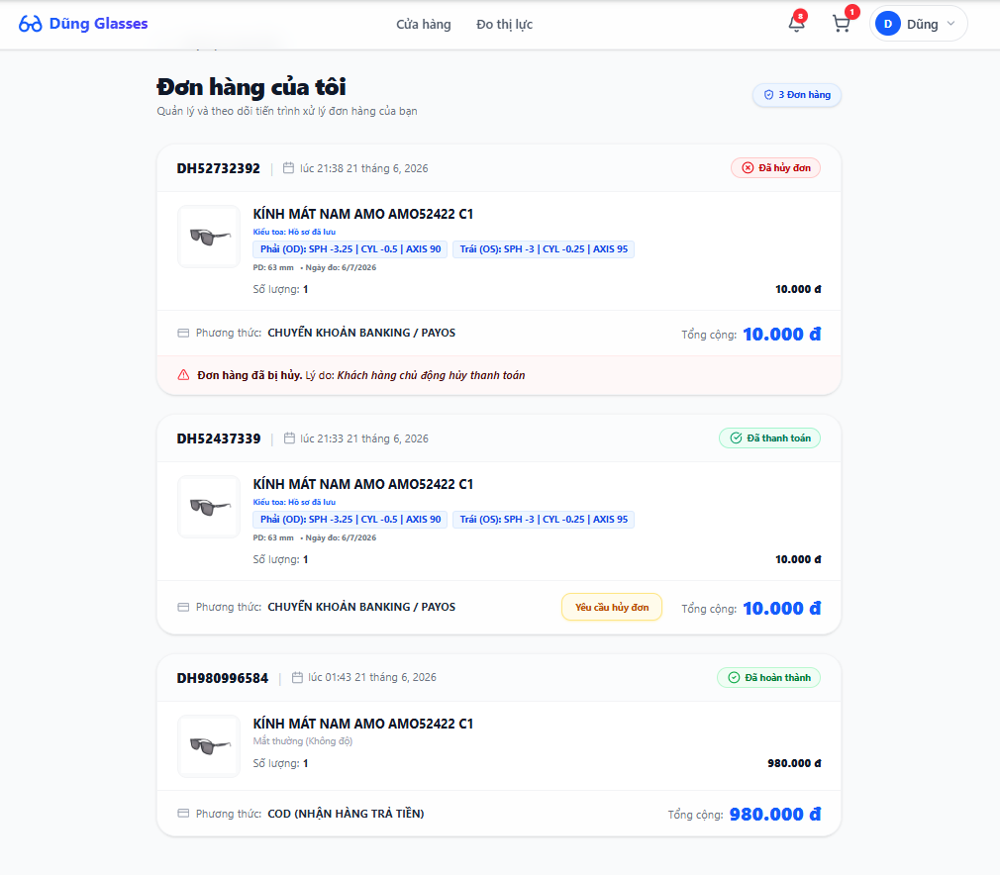 Dũng Glasses
Cửa hàng
Đo thị lực
8
1
D
Dũng
Đơn hàng của tôi
Quản lý và theo dõi tiến trình xử lý đơn hàng của bạn
3 Đơn hàng
DH52732392 | lúc 21:38 21 tháng 6, 2026
Đã hủy đơn
KÍNH MÁT NAM AMO AMO52422 C1
Kiểu toa: Hồ sơ đã lưu
Phải (OD): SPH -3.25 | CYL -0.5 | AXIS 90
Trái (OS): SPH -3 | CYL -0.25 | AXIS 95
PD: 63 mm • Ngày đo: 6/7/2026
Số lượng: 1
10.000 đ
Phương thức: CHUYỂN KHOẢN BANKING / PAYOS
Tổng cộng: 10.000 đ
Đơn hàng đã bị hủy. Lý do: Khách hàng chủ động hủy thanh toán
DH52437339 | lúc 21:33 21 tháng 6, 2026
Đã thanh toán
KÍNH MÁT NAM AMO AMO52422 C1
Kiểu toa: Hồ sơ đã lưu
Phải (OD): SPH -3.25 | CYL -0.5 | AXIS 90
Trái (OS): SPH -3 | CYL -0.25 | AXIS 95
PD: 63 mm • Ngày đo: 6/7/2026
Số lượng: 1
10.000 đ
Phương thức: CHUYỂN KHOẢN BANKING / PAYOS
Yêu cầu hủy đơn
Tổng cộng: 10.000 đ
DH980996584 | lúc 01:43 21 tháng 6, 2026
Đã hoàn thành
KÍNH MÁT NAM AMO AMO52422 C1
Mắt thường (Không độ)
Số lượng: 1
980.000 đ
Phương thức: COD (NHẬN HÀNG TRẢ TIỀN)
Tổng cộng: 980.000 đ